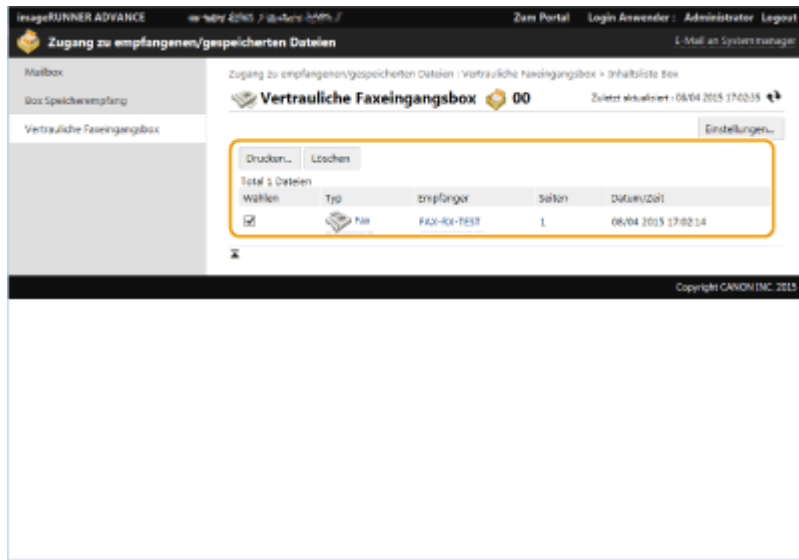 imageRUNNER ADVANCE Zum Portal Login Anwender : Administrator Logout
Zugang zu empfangenen/gespeicherten Dateien E-Mail an Systemmanager
Mailbox
Box Speicherempfang
Vertrauliche Faxeingangsbox
Zugang zu empfangenen/gespeicherten Dateien : Vertrauliche Faxeingangsbox > Inhaltsliste Box
Vertrauliche Faxeingangsbox 00 Zuletzt aktualisiert : 08/04 2015 17:02:35
Einstellungen...
Drucken... Löschen
Total 1 Dateien
Wählen Typ Empfänger Seiten Datum/Zeit
Fax FAX-RX-TEST 1 08/04 2015 17:02:14
Copyright CANON INC. 2015